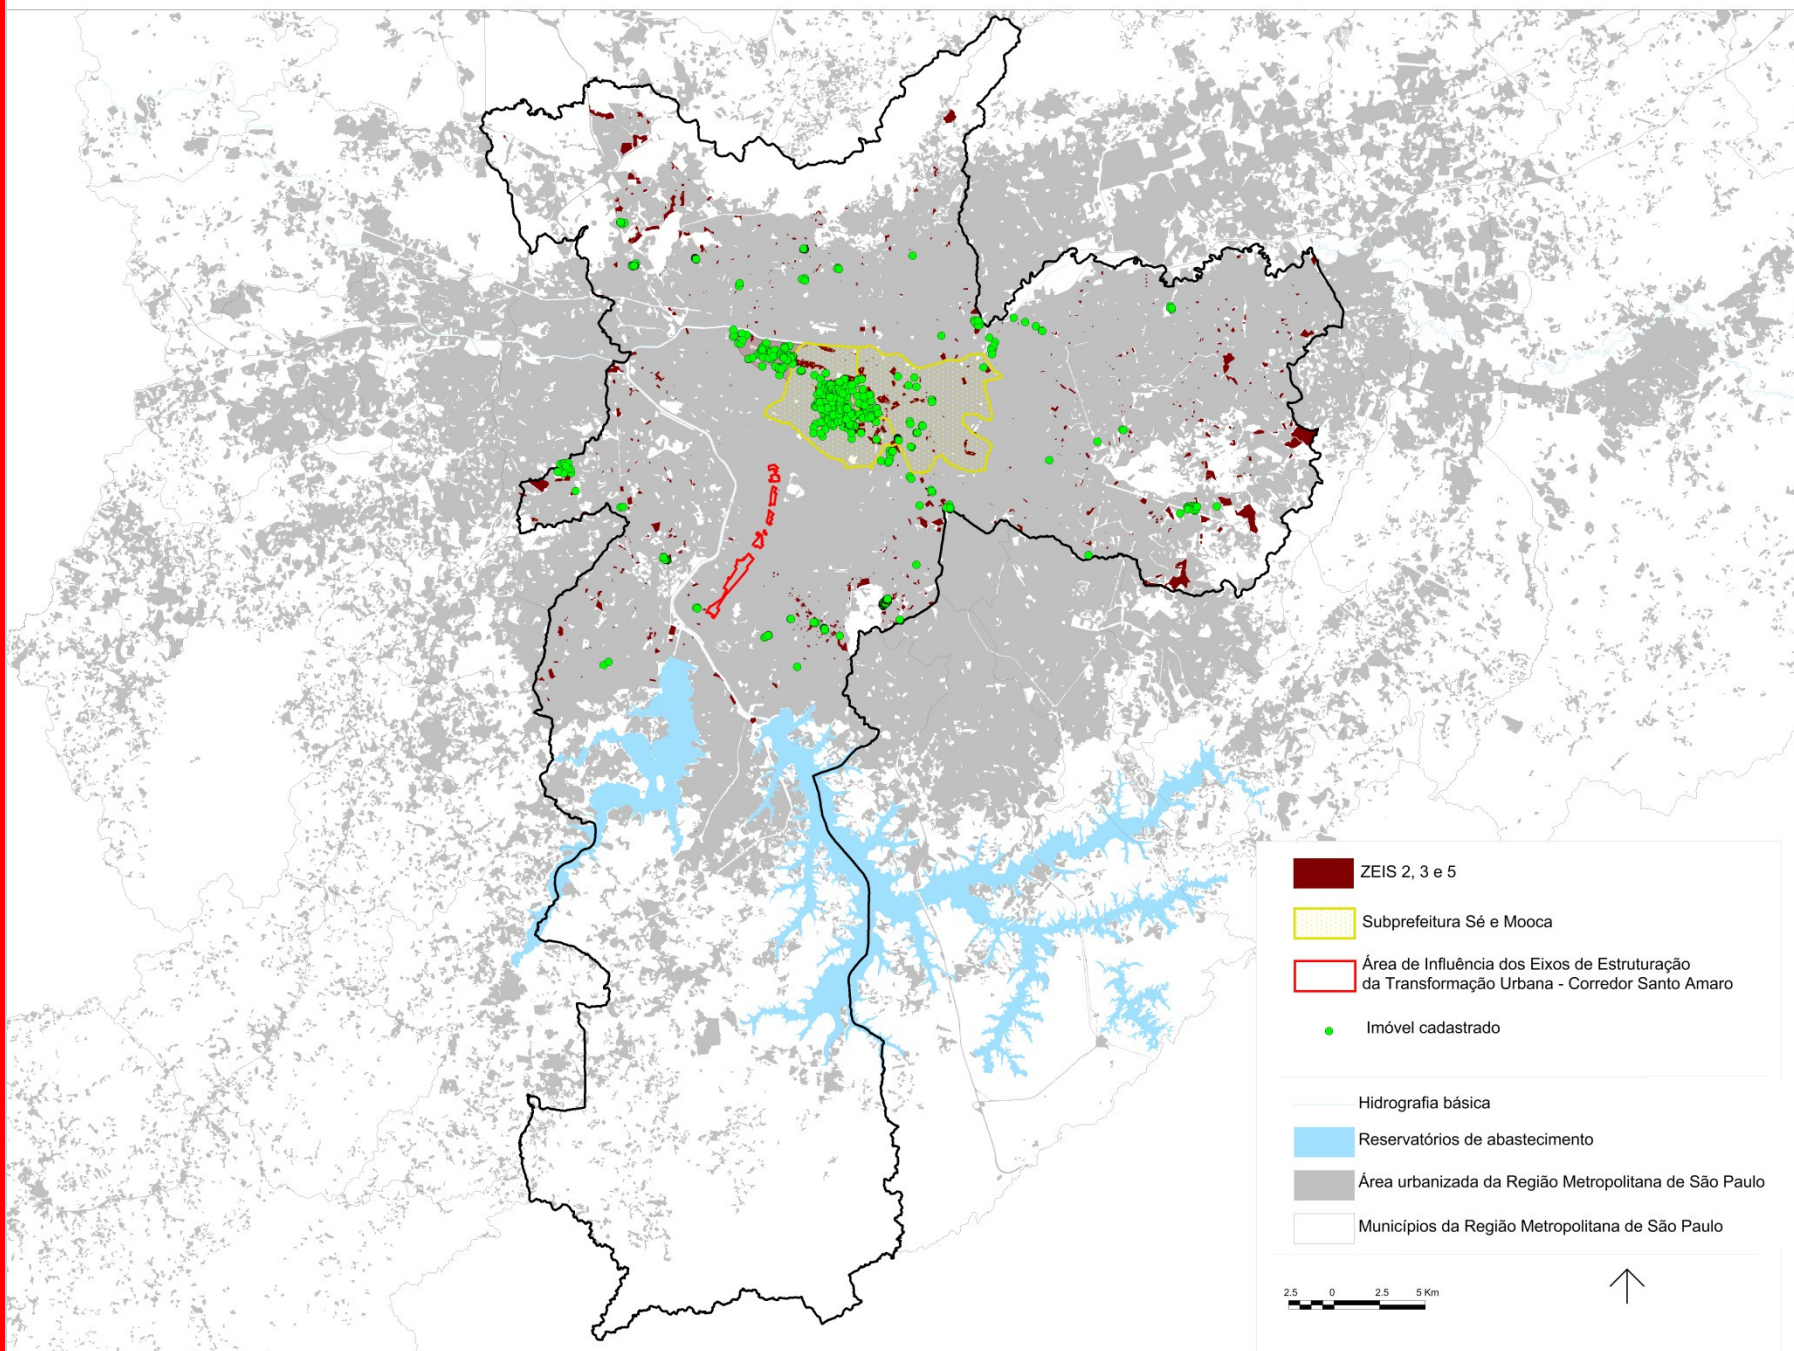 ZEIS 2, 3 e 5
Subprefeitura Sé e Mooca
Área de Influência dos Eixos de Estruturação
da Transformação Urbana - Corredor Santo Amaro
Imóvel cadastrado
Hidrografia básica
Reservatórios de abastecimento
Área urbanizada da Região Metropolitana de São Paulo
Municípios da Região Metropolitana de São Paulo
2.5 0 2.5 5 Km